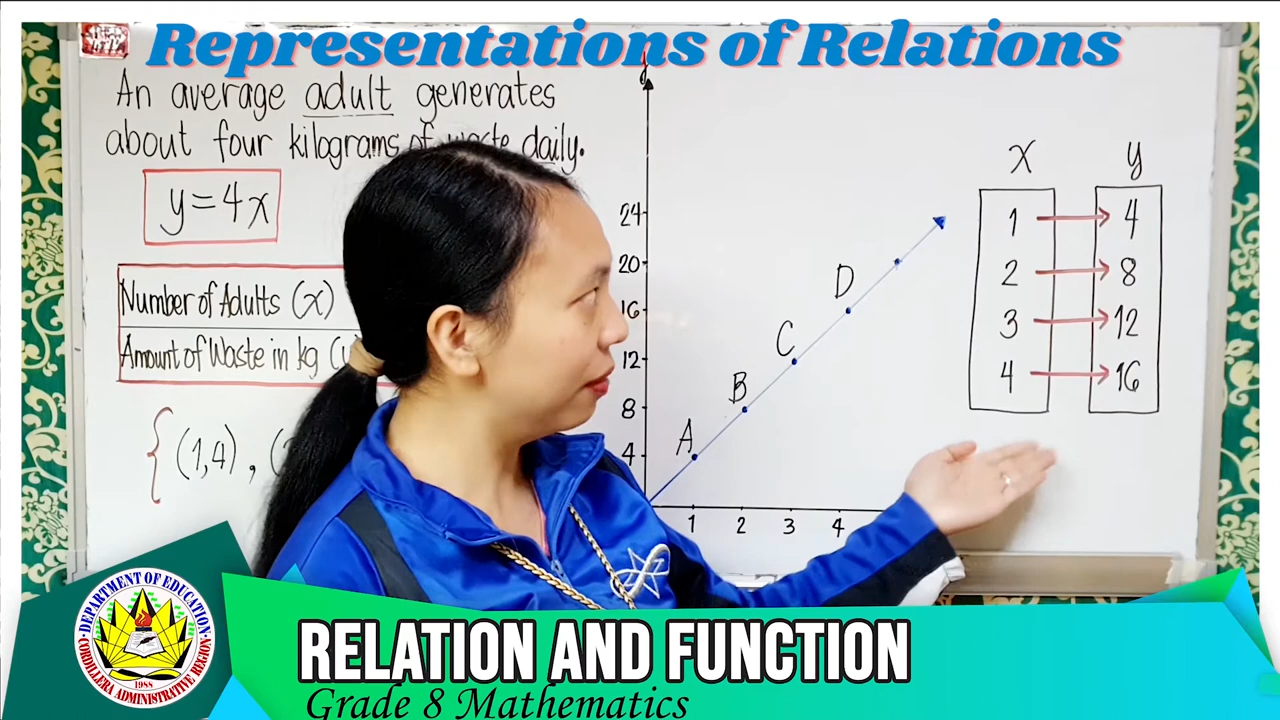 Representations of Relations
An average adult generates
about four kilograms of waste daily.
y=4x
Number of Adults (x)
Amount of Waste in kg (y
{ (1,4) , (
y
24
20
16
12
8
4
1 2 3 4
A
B
C
D
x y
1 4
2 8
3 12
4 16
DEPARTMENT OF EDUCATION
CORDILLERA ADMINISTRATIVE REGION
1988
RELATION AND FUNCTION
Grade 8 Mathematics